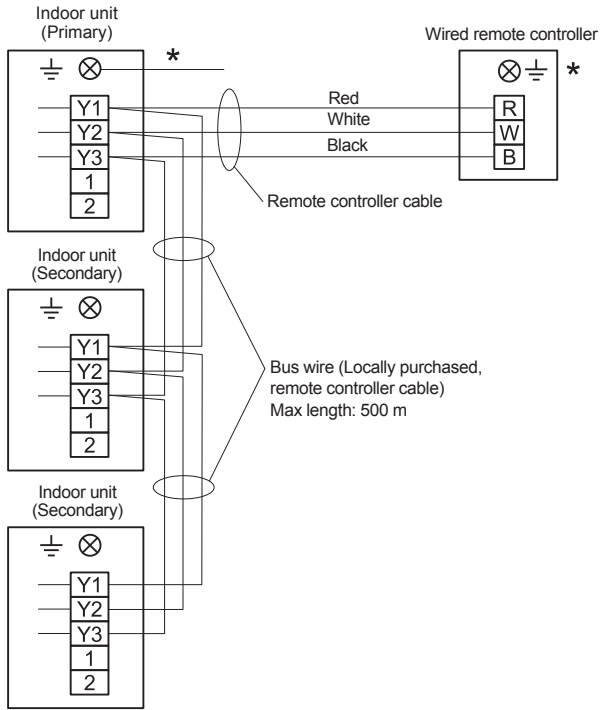 Indoor unit
(Primary)
*
Y1
Y2
Y3
1
2
Red
White
Black
Remote controller cable
Wired remote controller
*
R
W
B
Indoor unit
(Secondary)
Y1
Y2
Y3
1
2
Bus wire (Locally purchased,
remote controller cable)
Max length: 500 m
Indoor unit
(Secondary)
Y1
Y2
Y3
1
2